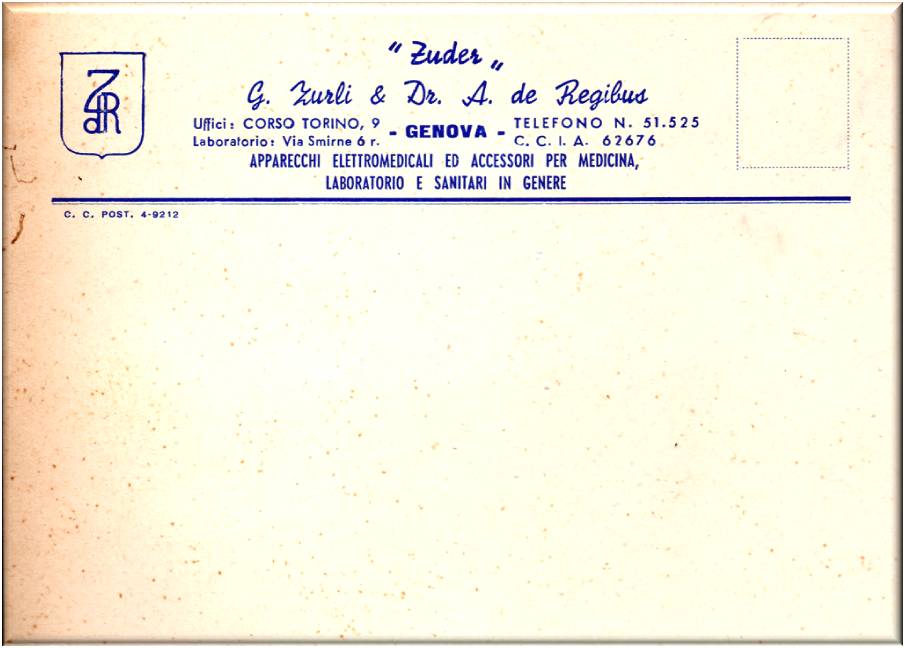 ZdR
" Zuder "
G. Zurli & Dr. A. de Regibus
Uffici: CORSO TORINO, 9
Laboratorio: Via Smirne 6 r.
- GENOVA -
TELEFONO N. 51.525
C. C. I. A. 62676
APPARECCHI ELETTROMEDICALI ED ACCESSORI PER MEDICINA,
LABORATORIO E SANITARI IN GENERE
C. C. POST. 4-9212